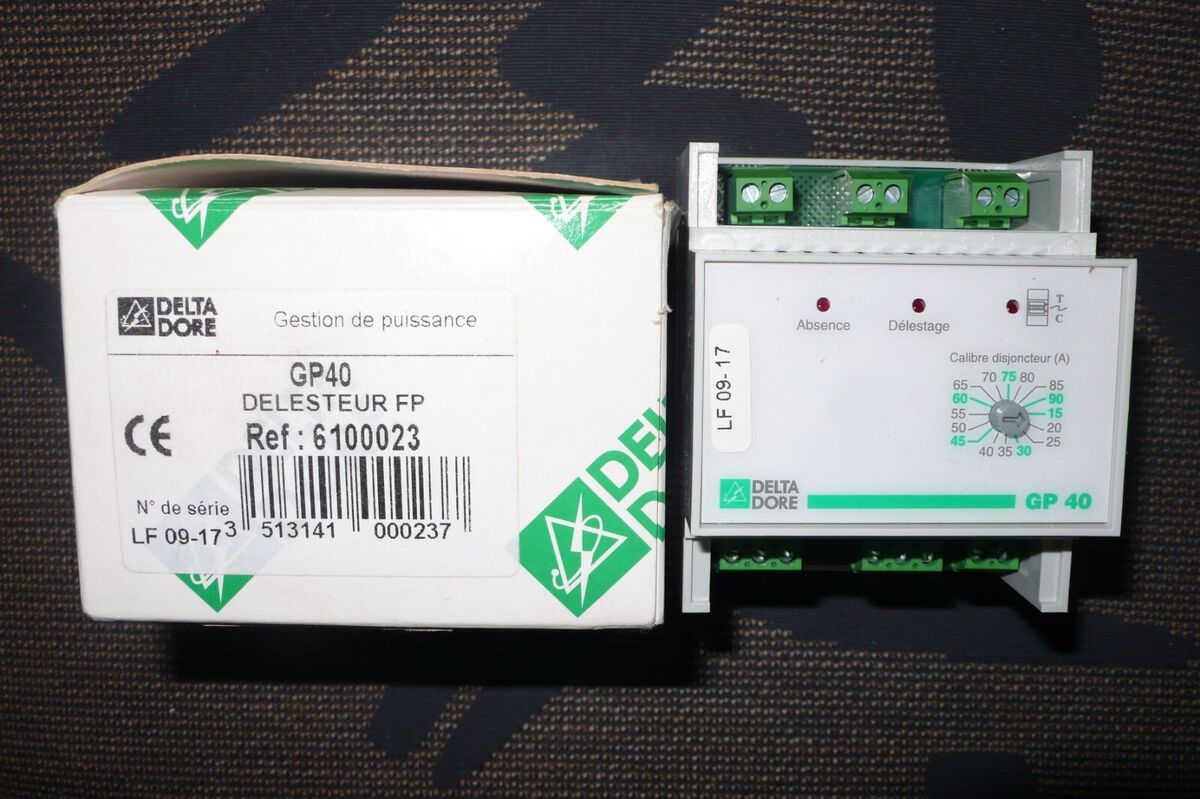 DELTA
DORE
Gestion de puissance
GP40
DELESTEUR FP
CE
Ref : 6100023
N° de série
LF 09-17
3 513141 000237
DELTA
D
Absence
Délestage
T
C
LF 09-17
Calibre disjoncteur (A)
70 75 80
65 85
60 90
55 15
50 20
45 25
40 35 30
DELTA
DORE
GP 40